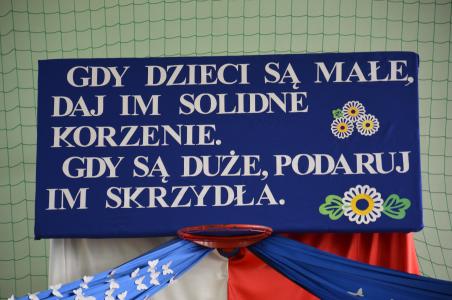 GDY DZIECI SĄ MAŁE,
DAJ IM SOLIDNE
KORZENIE.
GDY SĄ DUŻE, PODARUJ
IM SKRZYDŁA.